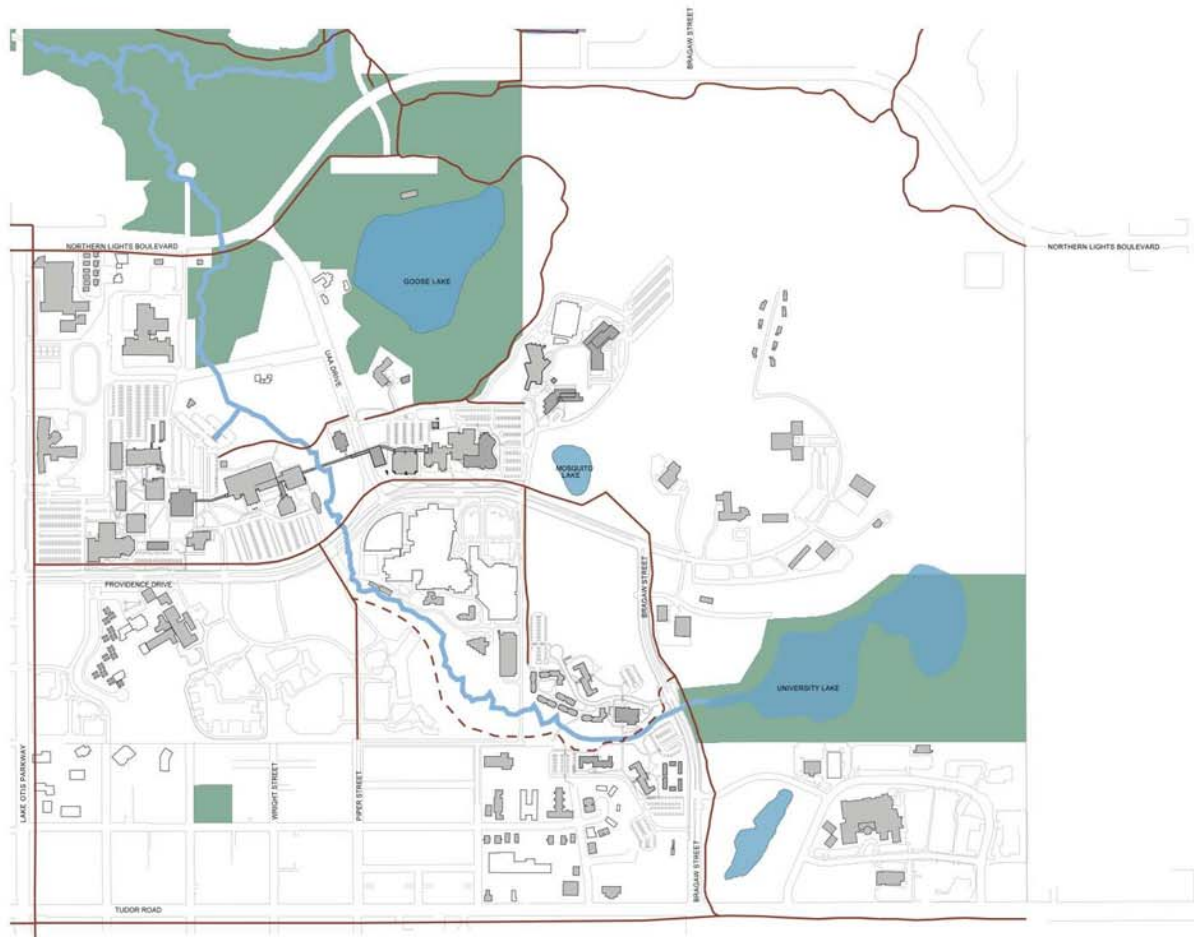 BRAGAW STREET
NORTHERN LIGHTS BOULEVARD
NORTHERN LIGHTS BOULEVARD
GOOSE LAKE
UAA DRIVE
MOSQUITO
LAKE
PROVIDENCE DRIVE
BRAGAW STREET
UNIVERSITY LAKE
LAKE OTIS PARKWAY
WRIGHT STREET
PIPER STREET
BRAGAW STREET
TUDOR ROAD